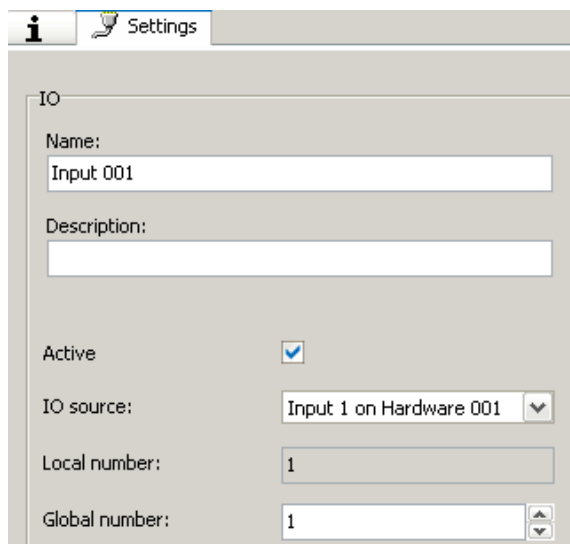 i Settings
IO
Name:
Input 001
Description:
Active
IO source: Input 1 on Hardware 001
Local number: 1
Global number: 1